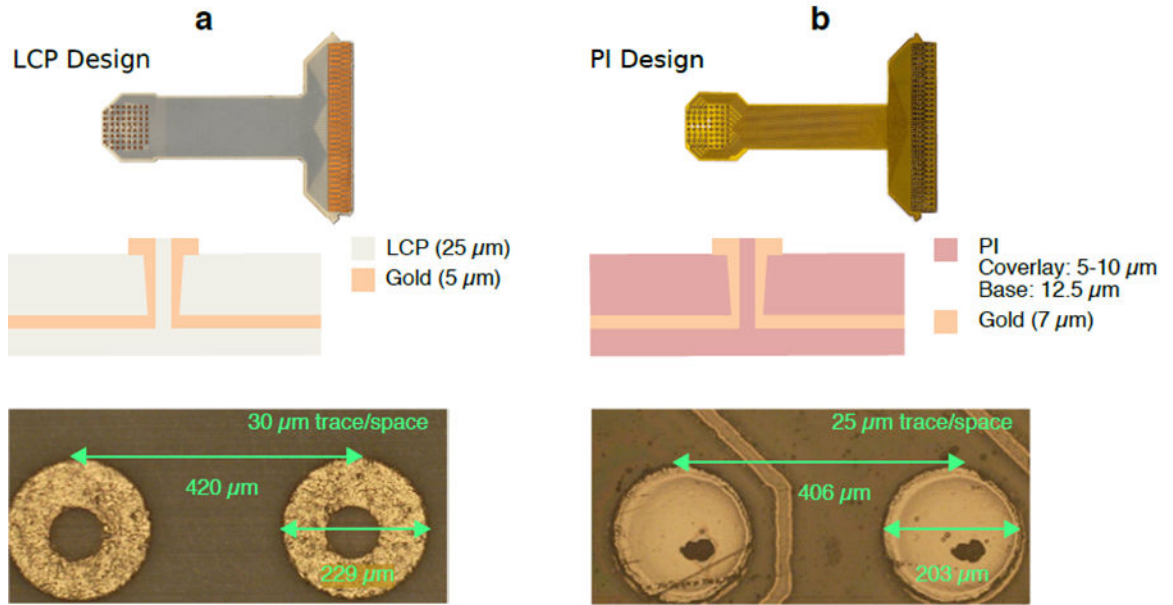 a
LCP Design
LCP (25 µm)
Gold (5 µm)
30 µm trace/space
420 µm
229 µm
b
PI Design
PI
Coverlay: 5-10 µm
Base: 12.5 µm
Gold (7 µm)
25 µm trace/space
406 µm
203 µm